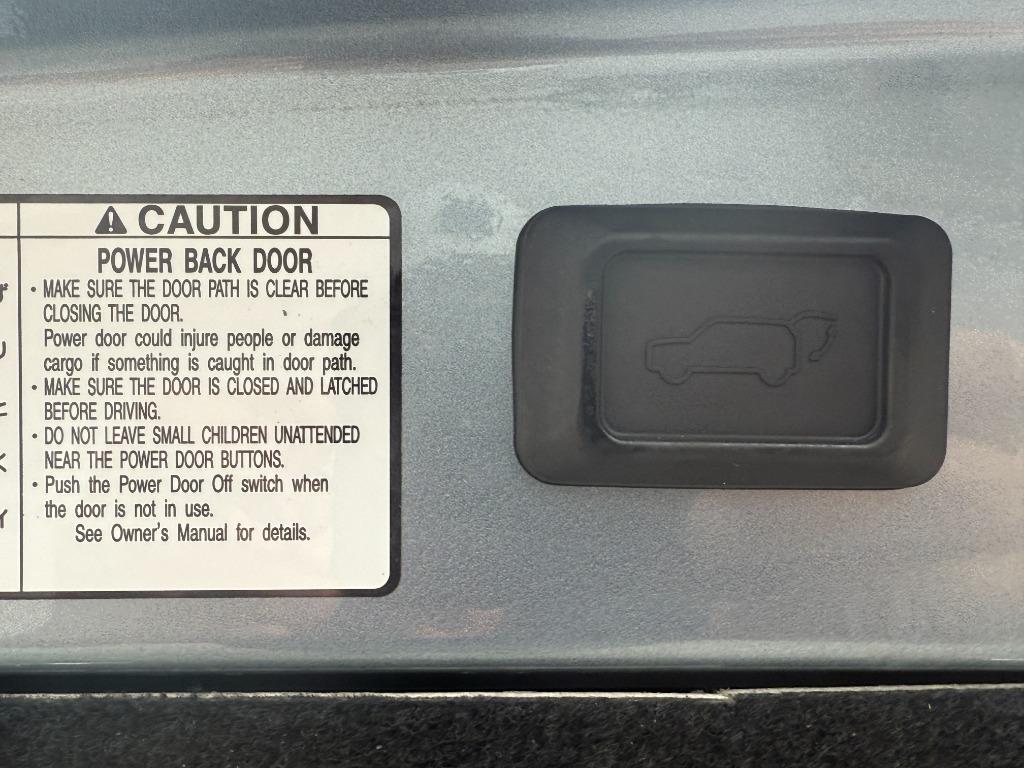 ⚠ CAUTION
POWER BACK DOOR
• MAKE SURE THE DOOR PATH IS CLEAR BEFORE
CLOSING THE DOOR.
Power door could injure people or damage
cargo if something is caught in door path.
• MAKE SURE THE DOOR IS CLOSED AND LATCHED
BEFORE DRIVING.
• DO NOT LEAVE SMALL CHILDREN UNATTENDED
NEAR THE POWER DOOR BUTTONS.
• Push the Power Door Off switch when
the door is not in use.
See Owner's Manual for details.